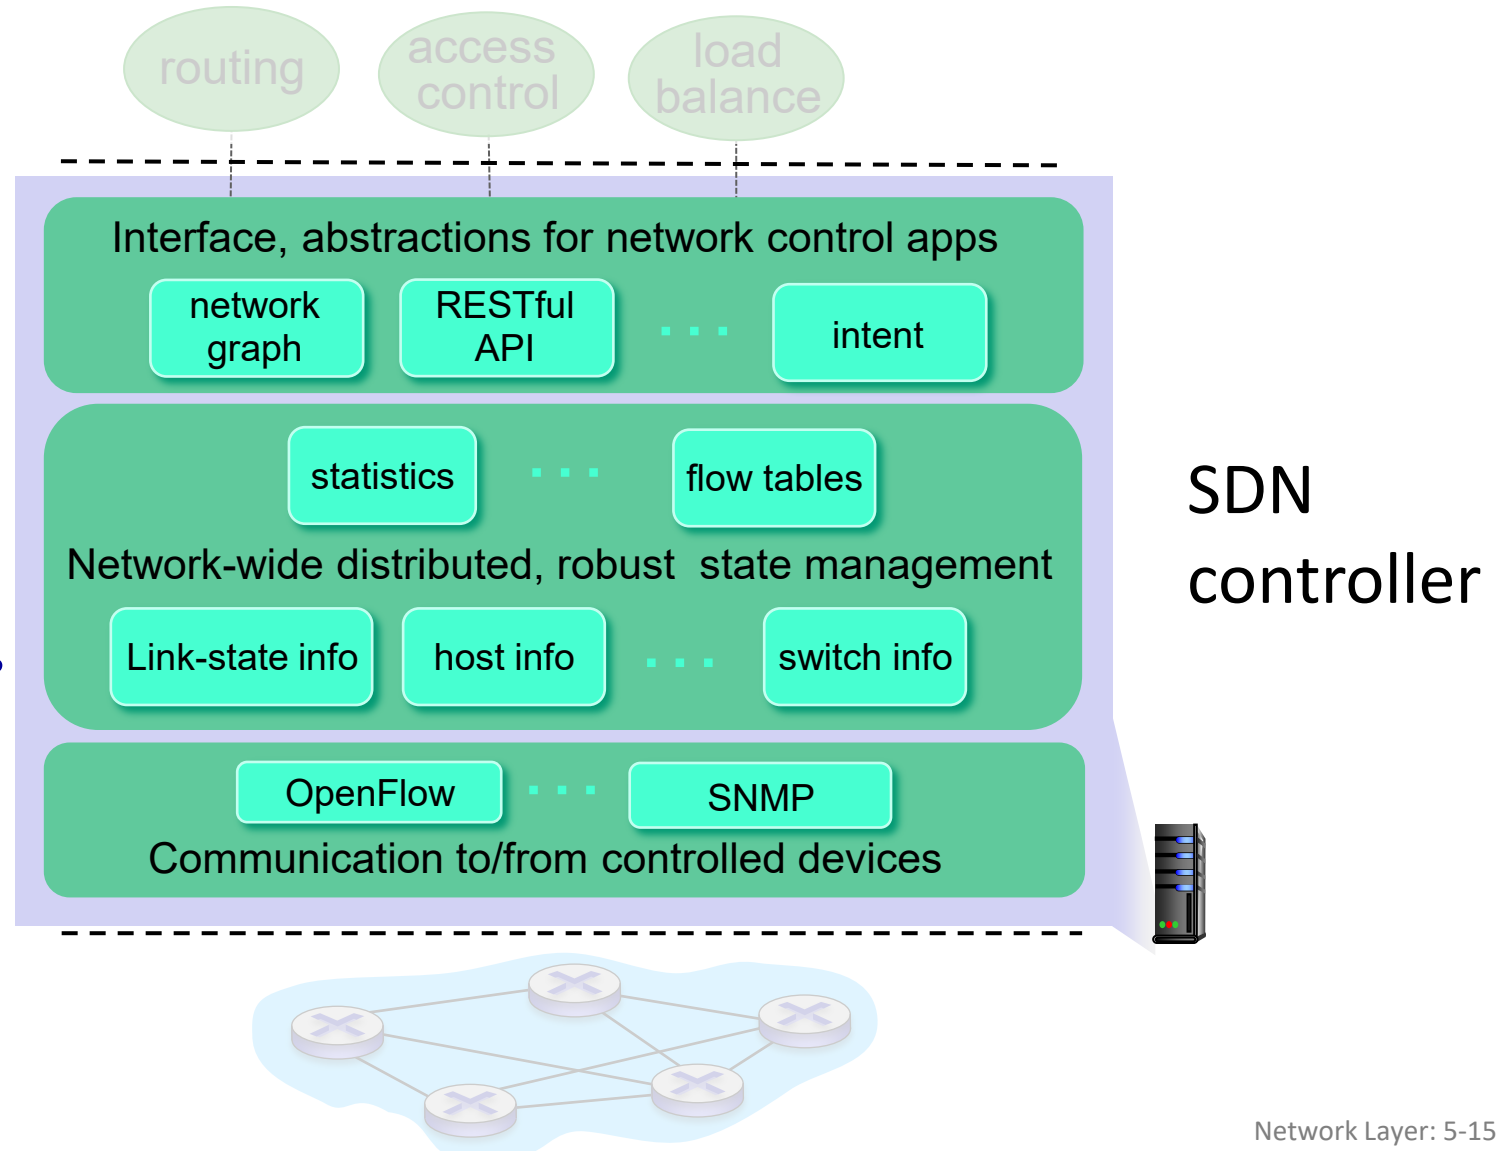 routing
access
control
load
balance
Interface, abstractions for network control apps
network
graph
RESTful
API
. . .
intent
statistics
. . .
flow tables
Network-wide distributed, robust  state management
Link-state info
host info
. . .
switch info
OpenFlow
. . .
SNMP
Communication to/from controlled devices
SDN
controller
Network Layer: 5-15